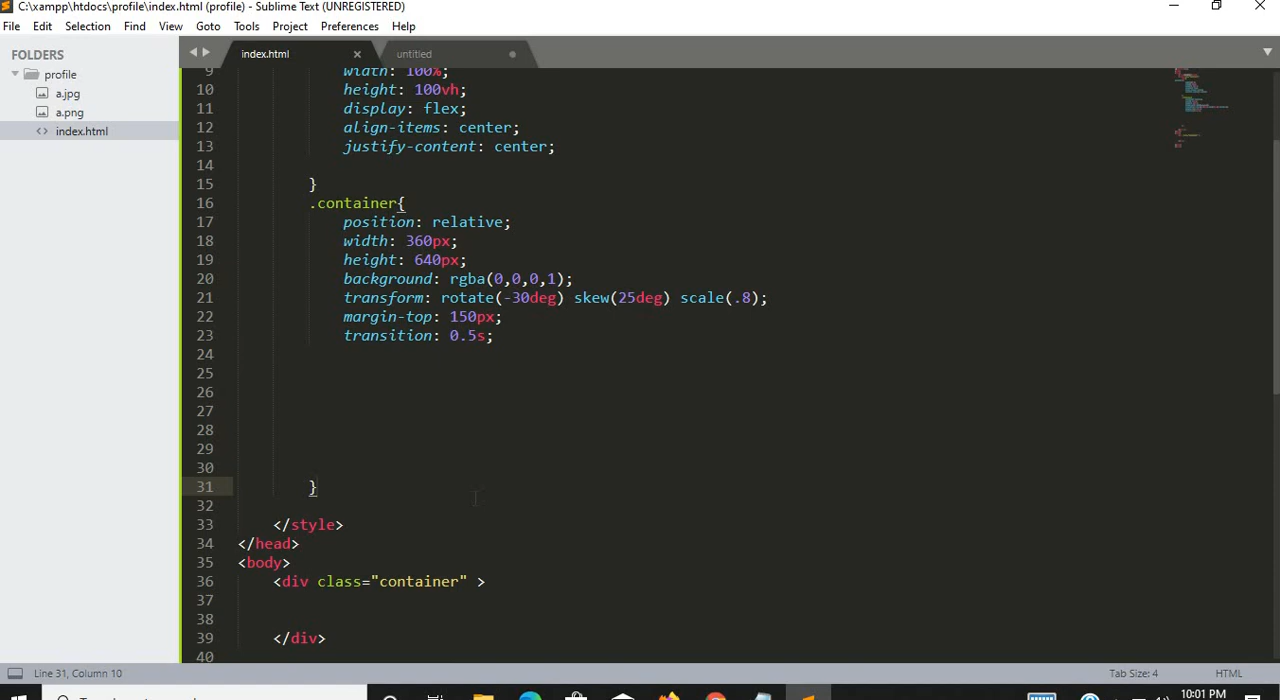 C:\xampp\htdocs\profile\index.html (profile) - Sublime Text (UNREGISTERED)
File Edit Selection Find View Goto Tools Project Preferences Help
FOLDERS
profile
a.jpg
a.png
<> index.html
index.html × untitled
9 width: 100%;
10 height: 100vh;
11 display: flex;
12 align-items: center;
13 justify-content: center;
14
15 }
16 .container{
17 position: relative;
18 width: 360px;
19 height: 640px;
20 background: rgba(0,0,0,1);
21 transform: rotate(-30deg) skew(25deg) scale(.8);
22 margin-top: 150px;
23 transition: 0.5s;
24
25
26
27
28
29
30
31 }
32
33 </style>
34 </head>
35 <body>
36 <div class="container" >
37
38
39 </div>
40
Line 31, Column 10 Tab Size: 4 HTML
10:01 PM